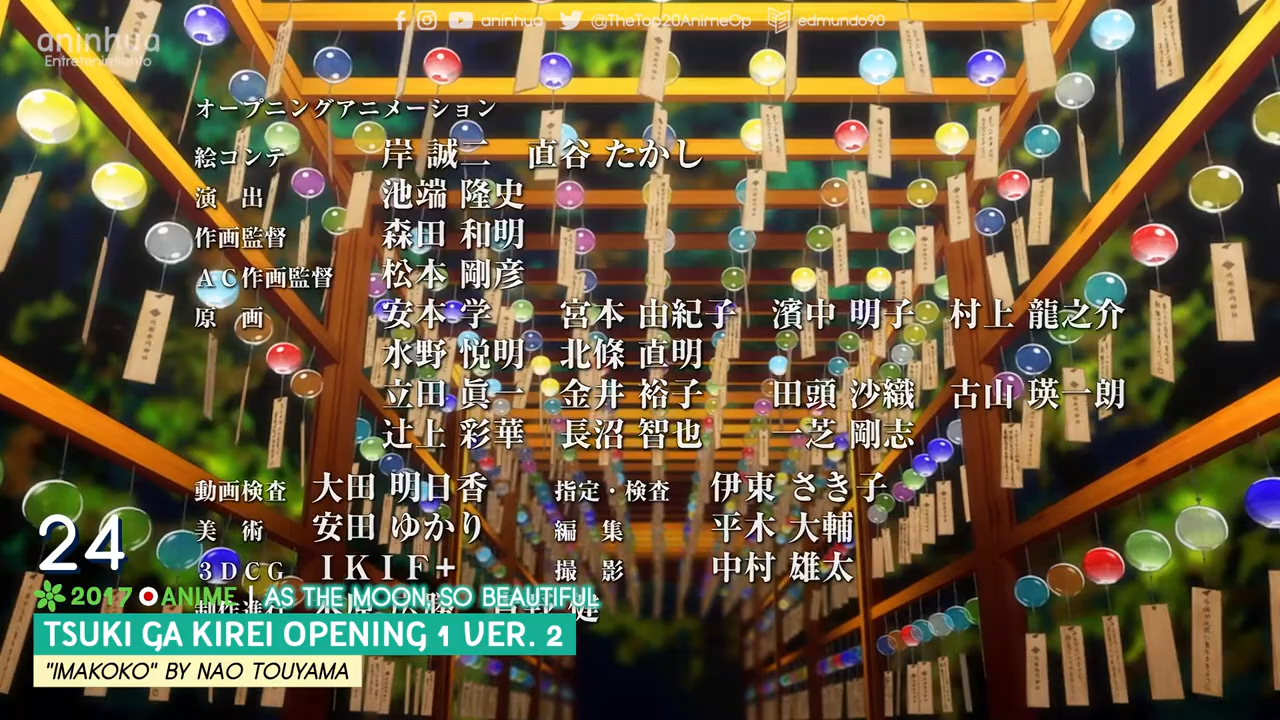 aninhua @TheTop20AnimeOp edmundo90
aninhua
Entretenimiento
オープニングアニメーション
絵コンテ 岸 誠二 直谷 たかし
演 出 池端 隆史
作画監督 森田 和明
AC作画監督 松本 剛彦
原 画 安本 学 宮本 由紀子 濱中 明子 村上 龍之介
水野 悦明 北條 直明
立田 眞一 金井 裕子 田頭 沙織 古山 瑛一朗
辻上 彩華 長沼 智也 一芝 剛志
動画検査 大田 明日香 指定・検査 伊東 さき子
美 術 安田 ゆかり 編 集 平木 大輔
3DCG IKIF+ 撮 影 中村 雄太
24
2017 ANIME | AS THE MOON, SO BEAUTIFUL
TSUKI GA KIREI OPENING 1 VER. 2
"IMAKOKO" BY NAO TOUYAMA